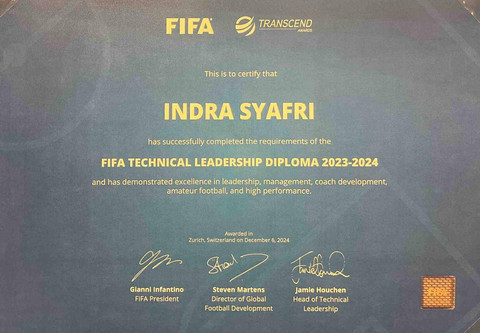 FIFA TRANSCEND
AWARDS
This is to certify that
INDRA SYAFRI
has successfully completed the requirements of the
FIFA TECHNICAL LEADERSHIP DIPLOMA 2023-2024
and has demonstrated excellence in leadership, management, coach development,
amateur football, and high performance.
Awarded in
Zurich, Switzerland on December 6, 2024
Gianni Infantino
FIFA President
Steven Martens
Director of Global
Football Development
Jamie Houchen
Head of Technical
Leadership